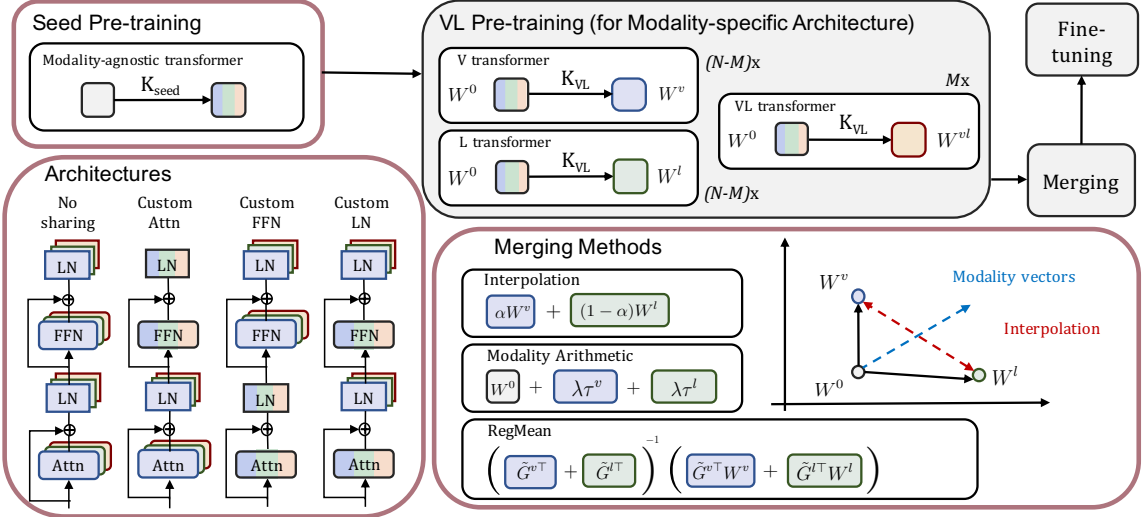 Seed Pre-training
Modality-agnostic transformer
K_seed
VL Pre-training (for Modality-specific Architecture)
V transformer
W^0 K_VL W^v
(N-M)x
L transformer
W^0 K_VL W^l
(N-M)x
Mx
VL transformer
W^0 K_VL W^{vl}
Fine-
tuning
Merging
Architectures
No
sharing
Custom
Attn
Custom
FFN
Custom
LN
LN LN LN LN
FFN FFN FFN FFN
LN LN LN LN
Attn Attn Attn Attn
Merging Methods
Interpolation
αW^v + (1 − α)W^l
Modality Arithmetic
W^0 + λτ^v + λτ^l
RegMean
(G̃^{v⊤} + G̃^{l⊤})^{-1} (G̃^{v⊤}W^v + G̃^{l⊤}W^l)
W^v
Modality vectors
Interpolation
W^0
W^l